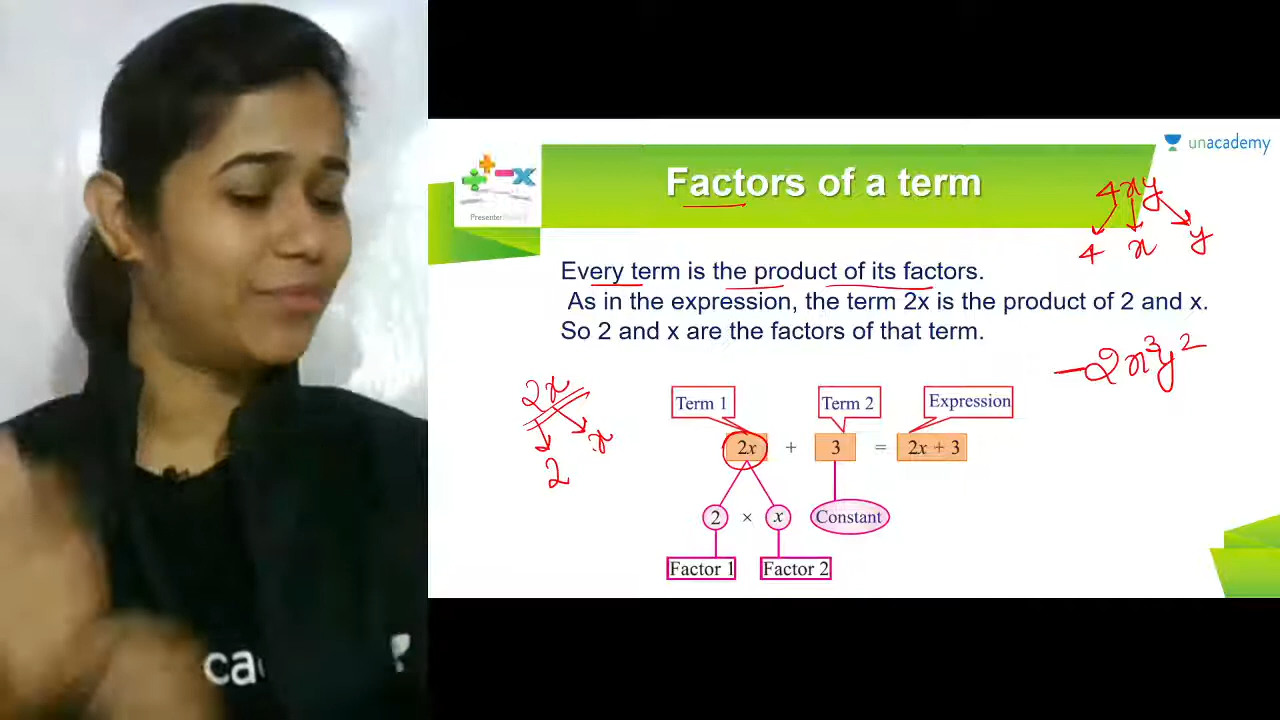 unacademy
Factors of a term
4xy
4 x y
Presenter
Every term is the product of its factors.
As in the expression, the term 2x is the product of 2 and x.
So 2 and x are the factors of that term.
-2x³y²
2x
x
2
Term 1 Term 2 Expression
2x + 3 = 2x + 3
2 × x Constant
Factor 1 Factor 2
ca